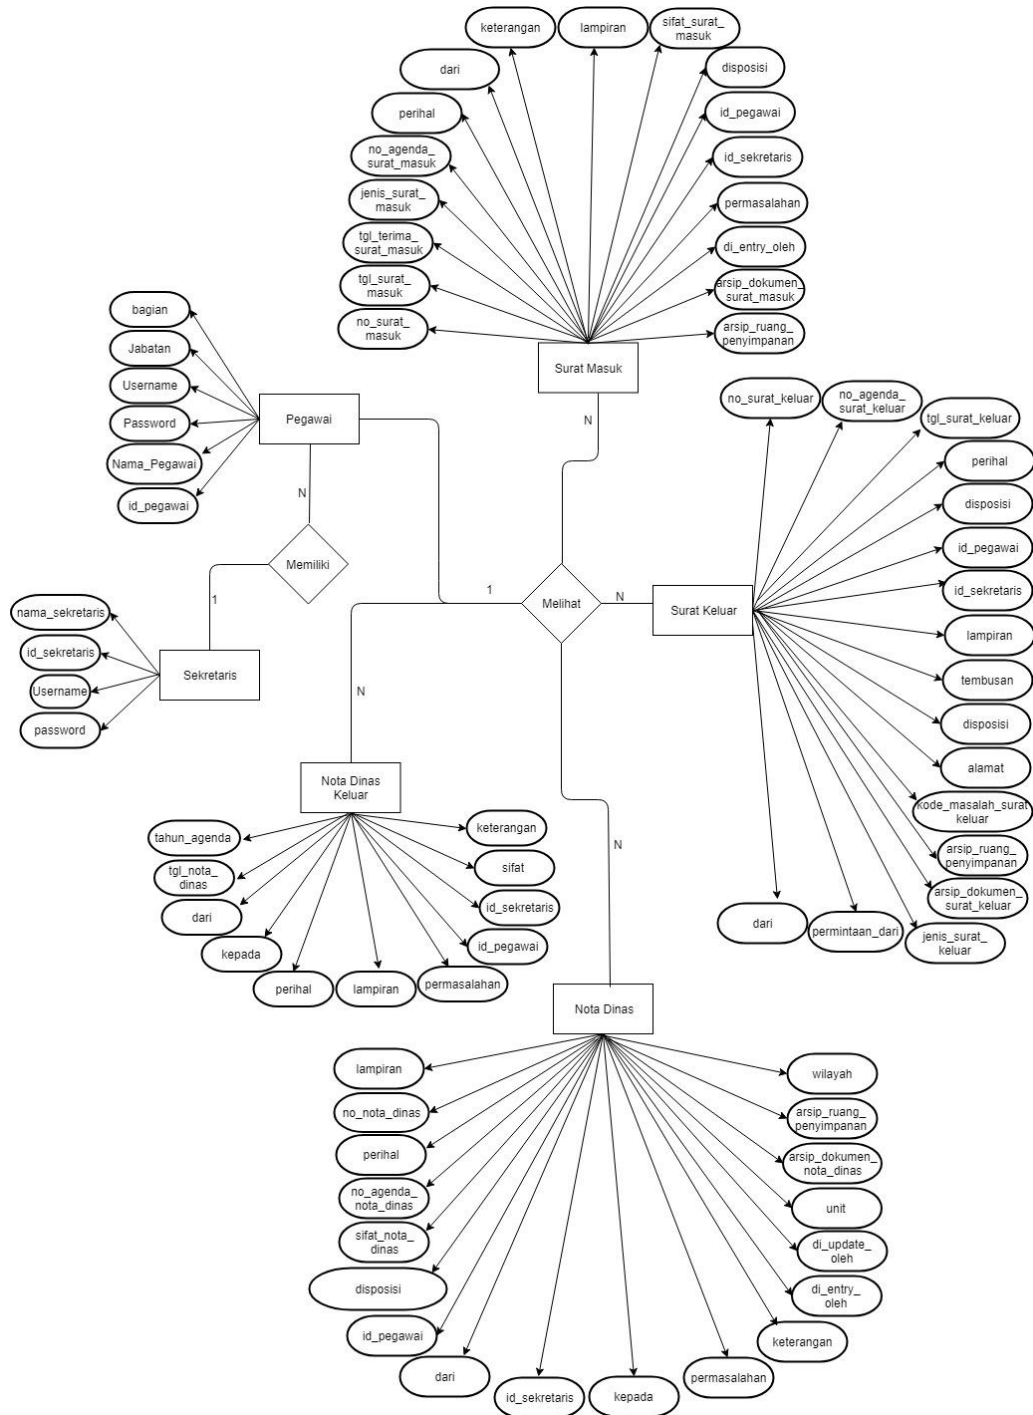 keterangan
lampiran
sifat_surat_
masuk
dari
disposisi
perihal
id_pegawai
no_agenda_
surat_masuk
id_sekretaris
jenis_surat_
masuk
permasalahan
tgl_terima_
surat_masuk
di_entry_oleh
tgl_surat_
masuk
arsip_dokumen_
surat_masuk
no_surat_
masuk
arsip_ruang_
penyimpanan
Surat Masuk
N
bagian
Jabatan
Username
Password
Nama_Pegawai
id_pegawai
Pegawai
N
Memiliki
1
nama_sekretaris
id_sekretaris
Username
password
Sekretaris
1
Melihat
N
Surat Keluar
no_surat_keluar
no_agenda_
surat_keluar
tgl_surat_keluar
perihal
disposisi
id_pegawai
id_sekretaris
lampiran
tembusan
disposisi
alamat
kode_masalah_surat
keluar
arsip_ruang_
penyimpanan
arsip_dokumen_
surat_keluar
jenis_surat_
keluar
permintaan_dari
dari
N
Nota Dinas
Keluar
tahun_agenda
tgl_nota_
dinas
dari
kepada
perihal
lampiran
permasalahan
id_pegawai
id_sekretaris
sifat
keterangan
N
Nota Dinas
lampiran
no_nota_dinas
perihal
no_agenda_
nota_dinas
sifat_nota_
dinas
disposisi
id_pegawai
dari
id_sekretaris
kepada
permasalahan
keterangan
di_entry_
oleh
di_update_
oleh
unit
arsip_dokumen_
nota_dinas
arsip_ruang_
penyimpanan
wilayah